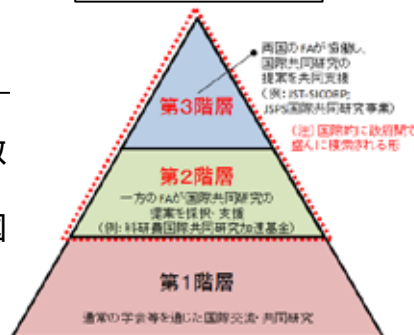 両国のFAが協働し、
国際共同研究の
提案を共同支援
(例:JST-SICORP,
JSPS国際共同研究事業)
(注)国際的に政府間で
盛んに模索される形
第3階層
第2階層
一方のFAが国際共同研究の
提案を採択・支援
(例:科研費国際共同研究加速基金)
第1階層
通常の学会等を通じた国際交流・共同研究